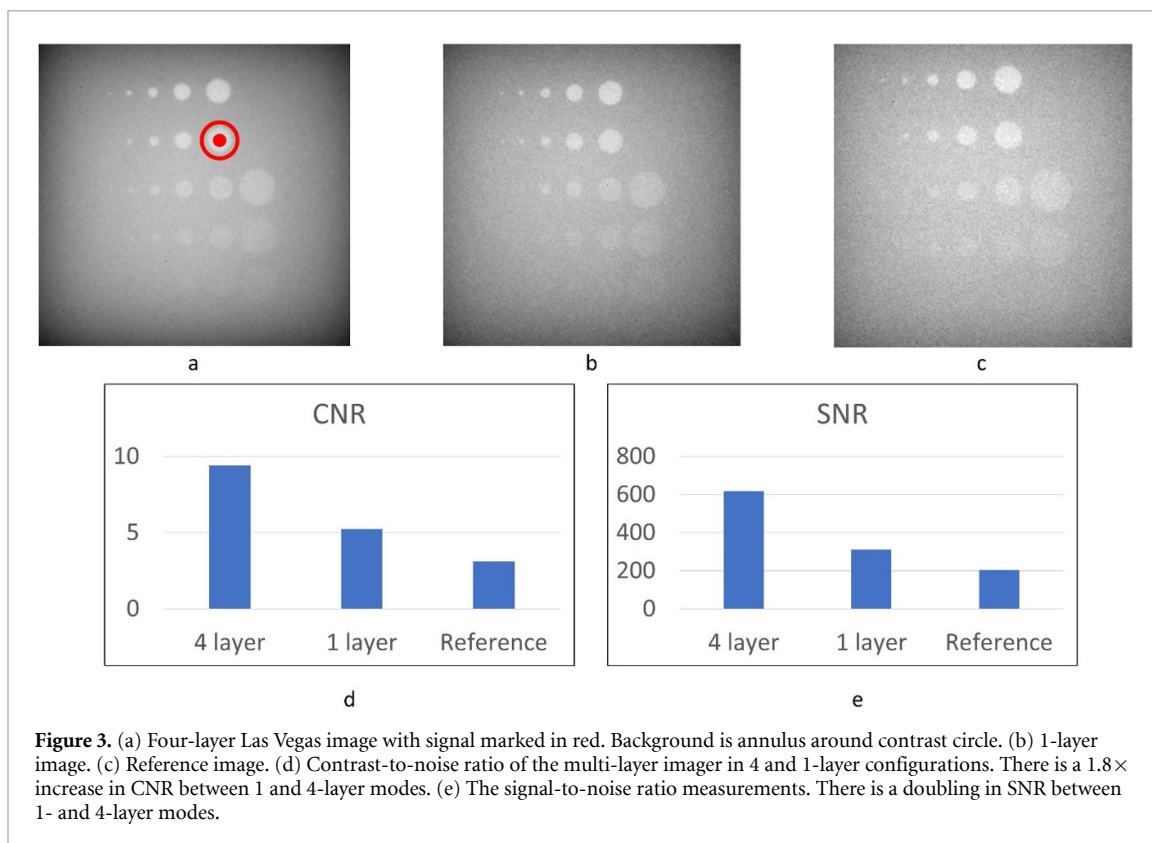 a
b
c
CNR
10
5
0
4 layer
1 layer
Reference
d
SNR
800
600
400
200
0
4 layer
1 layer
Reference
e
Figure 3. (a) Four-layer Las Vegas image with signal marked in red. Background is annulus around contrast circle. (b) 1-layer
image. (c) Reference image. (d) Contrast-to-noise ratio of the multi-layer imager in 4 and 1-layer configurations. There is a 1.8×
increase in CNR between 1 and 4-layer modes. (e) The signal-to-noise ratio measurements. There is a doubling in SNR between
1- and 4-layer modes.